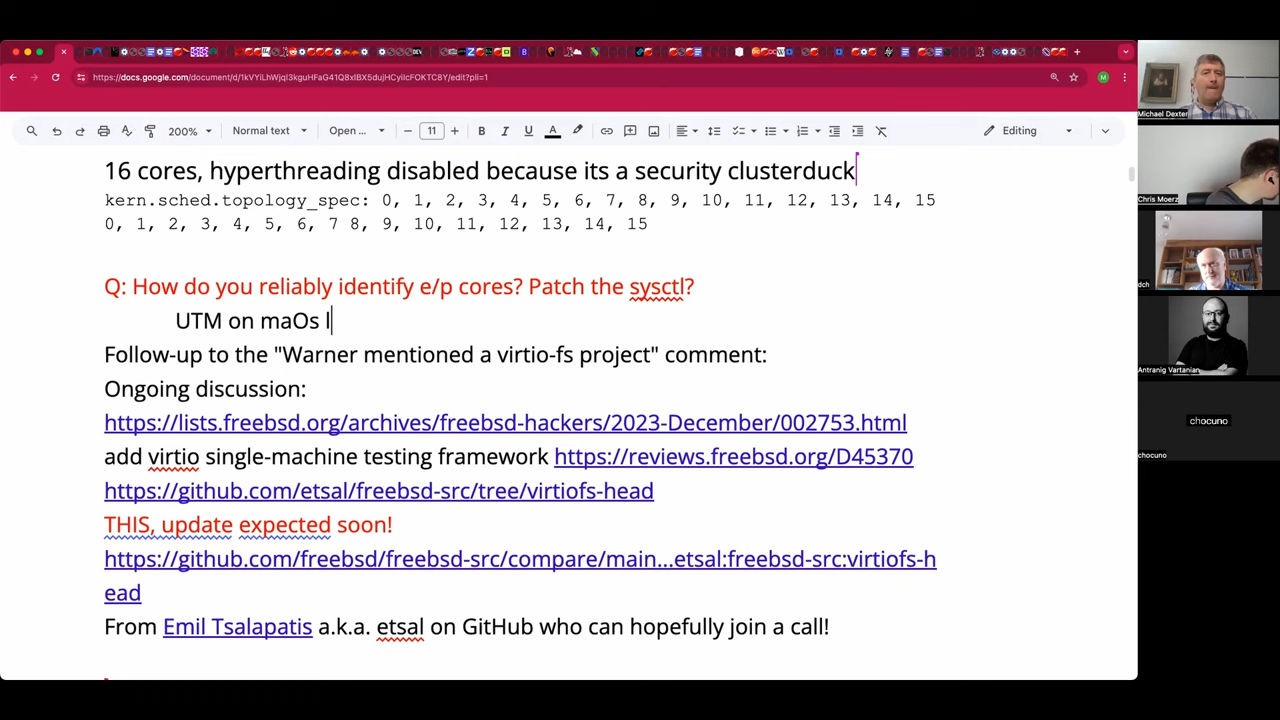 https://docs.google.com/document/d/1kVYiLhWjqI3kguHFaG41Q8xlBX5dujHCyiIcFOKTC8Y/edit?pli=1
M
200%
Normal text
Open ...
11
B
I
U
A
Editing
16 cores, hyperthreading disabled because its a security clusterduck
kern.sched.topology_spec: 0, 1, 2, 3, 4, 5, 6, 7, 8, 9, 10, 11, 12, 13, 14, 15
0, 1, 2, 3, 4, 5, 6, 7 8, 9, 10, 11, 12, 13, 14, 15
Q: How do you reliably identify e/p cores? Patch the sysctl?
UTM on maOs l
Follow-up to the "Warner mentioned a virtio-fs project" comment:
Ongoing discussion:
https://lists.freebsd.org/archives/freebsd-hackers/2023-December/002753.html
add virtio single-machine testing framework https://reviews.freebsd.org/D45370
https://github.com/etsal/freebsd-src/tree/virtiofs-head
THIS, update expected soon!
https://github.com/freebsd/freebsd-src/compare/main...etsal:freebsd-src:virtiofs-h
ead
From Emil Tsalapatis a.k.a. etsal on GitHub who can hopefully join a call!
Michael Dexter
Chris Moerz
dch
Antranig Vartanian
chocuno
chocuno